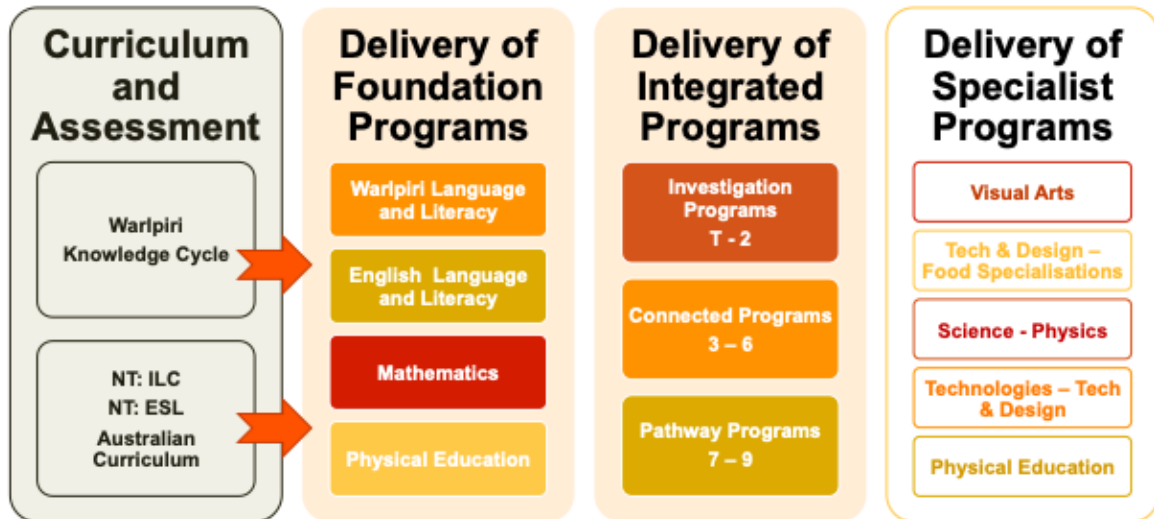 Curriculum
and
Assessment
Warlpiri
Knowledge Cycle
NT: ILC
NT: ESL
Australian
Curriculum
Delivery of
Foundation
Programs
Warlpiri Language
and Literacy
English Language
and Literacy
Mathematics
Physical Education
Delivery of
Integrated
Programs
Investigation
Programs
T - 2
Connected Programs
3 – 6
Pathway Programs
7 – 9
Delivery of
Specialist
Programs
Visual Arts
Tech & Design –
Food Specialisations
Science - Physics
Technologies – Tech
& Design
Physical Education